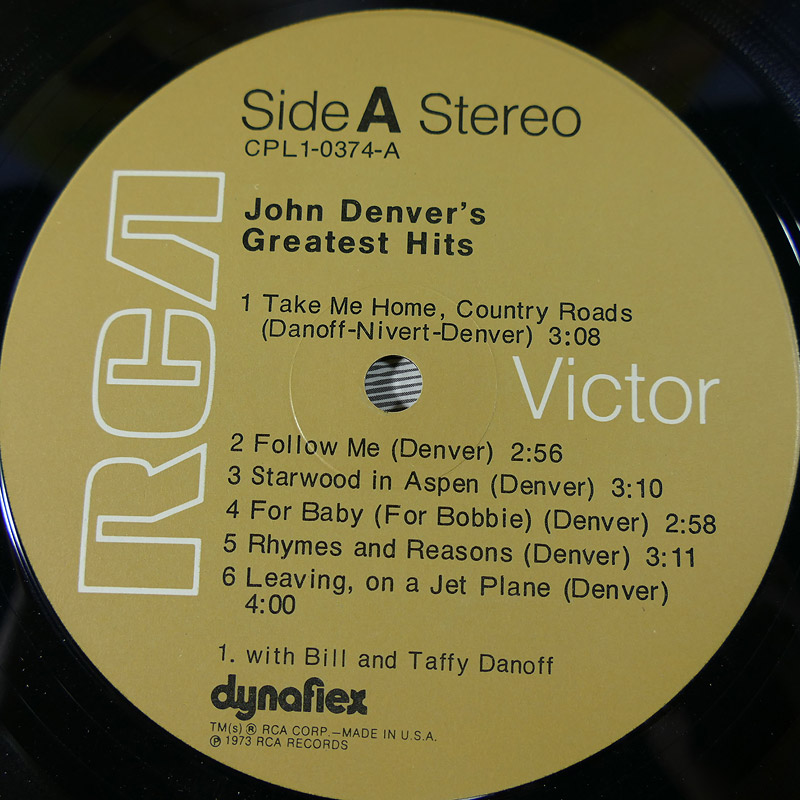 Side A Stereo
CPL1-0374-A
RCA
John Denver's
Greatest Hits
1 Take Me Home, Country Roads
(Danoff-Nivert-Denver) 3:08
Victor
2 Follow Me (Denver) 2:56
3 Starwood in Aspen (Denver) 3:10
4 For Baby (For Bobbie) (Denver) 2:58
5 Rhymes and Reasons (Denver) 3:11
6 Leaving, on a Jet Plane (Denver)
4:00
1. with Bill and Taffy Danoff
dynaflex
TM(s) ® RCA CORP.—MADE IN U.S.A.
℗ 1973 RCA RECORDS